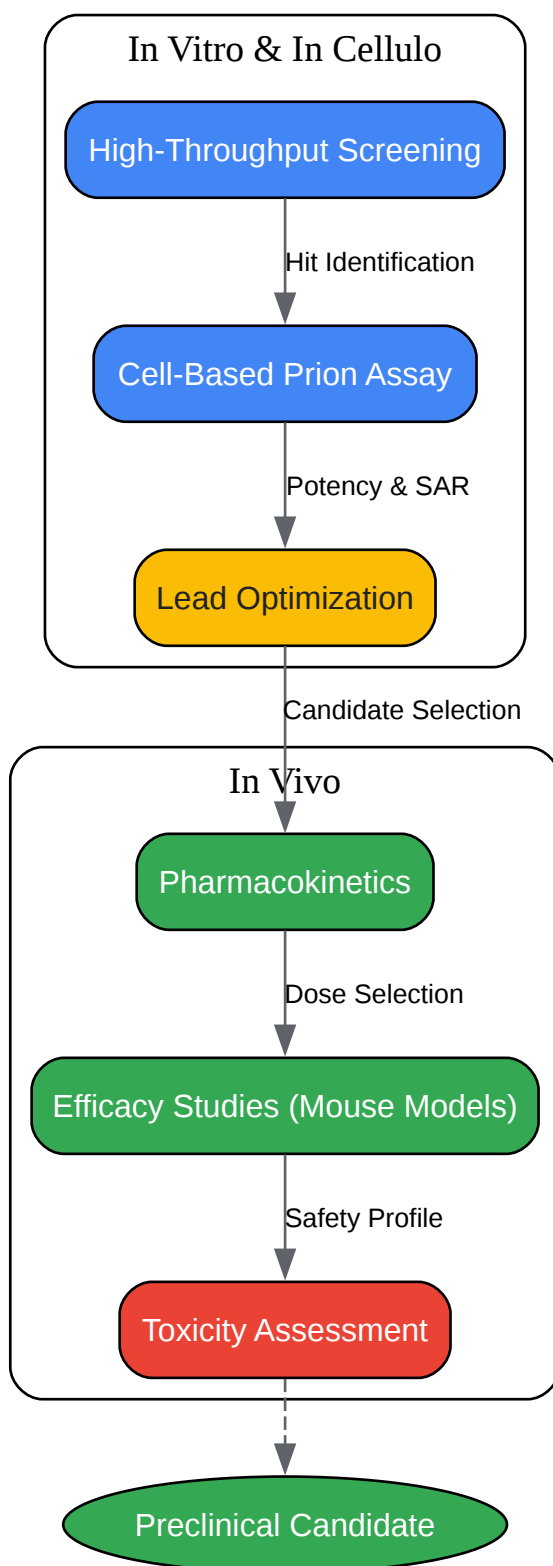 In Vitro & In Cellulo
High-Throughput Screening
Hit Identification
Cell-Based Prion Assay
Potency & SAR
Lead Optimization
Candidate Selection
In Vivo
Pharmacokinetics
Dose Selection
Efficacy Studies (Mouse Models)
Safety Profile
Toxicity Assessment
Preclinical Candidate